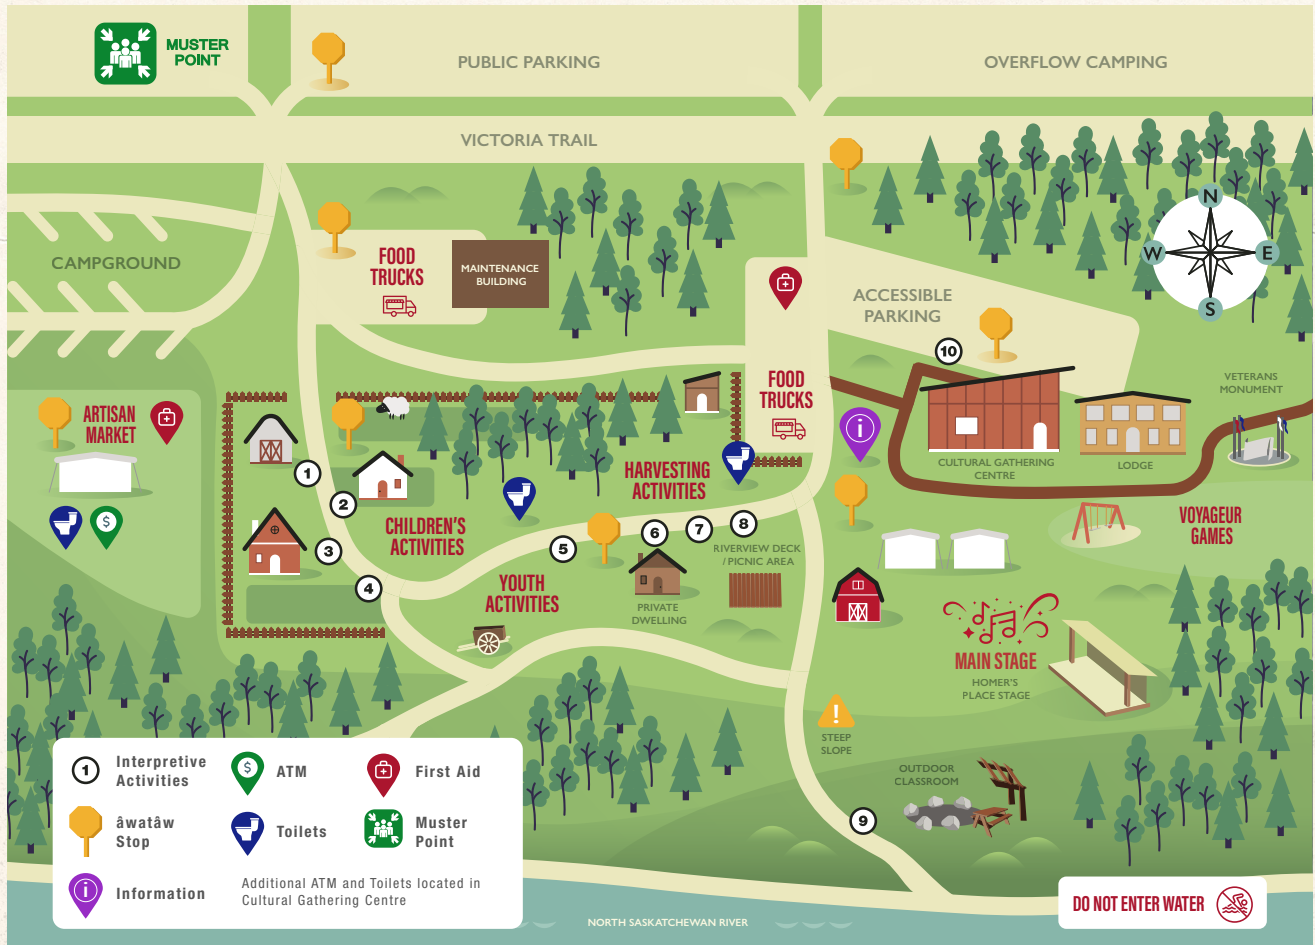 MUSTER
POINT
PUBLIC PARKING
OVERFLOW CAMPING
VICTORIA TRAIL
N
W
E
S
CAMPGROUND
FOOD
TRUCKS
MAINTENANCE
BUILDING
ACCESSIBLE
PARKING
10
FOOD
TRUCKS
VETERANS
MONUMENT
ARTISAN
MARKET
i
CULTURAL GATHERING
CENTRE
LODGE
1
HARVESTING
ACTIVITIES
2
$
CHILDREN'S
ACTIVITIES
VOYAGEUR
GAMES
3
5
6
7
8
RIVERVIEW DECK
/ PICNIC AREA
4
YOUTH
ACTIVITIES
PRIVATE
DWELLING
MAIN STAGE
HOMER'S
PLACE STAGE
!
STEEP
SLOPE
OUTDOOR
CLASSROOM
9
1
Interpretive
Activities
$
ATM
First Aid
âwatâw
Stop
Toilets
Muster
Point
i
Information
Additional ATM and Toilets located in
Cultural Gathering Centre
NORTH SASKATCHEWAN RIVER
DO NOT ENTER WATER